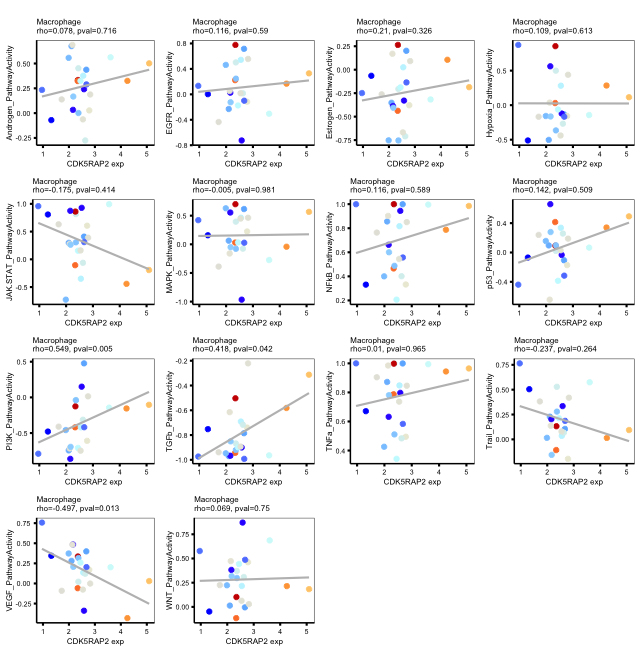 Macrophage
rho=0.078, pval=0.716
Androgen_PathwayActivity
0.50
0.25
0.00
-0.25
1 2 3 4 5
CDK5RAP2 exp
Macrophage
rho=0.116, pval=0.59
EGFR_PathwayActivity
0.8
0.4
0.0
-0.4
-0.8
1 2 3 4 5
CDK5RAP2 exp
Macrophage
rho=0.21, pval=0.326
Estrogen_PathwayActivity
0.25
0.00
-0.25
-0.50
-0.75
1 2 3 4 5
CDK5RAP2 exp
Macrophage
rho=0.109, pval=0.613
Hypoxia_PathwayActivity
0.5
0.0
-0.5
1 2 3 4 5
CDK5RAP2 exp
Macrophage
rho=-0.175, pval=0.414
JAK.STAT_PathwayActivity
1.0
0.5
0.0
-0.5
1 2 3 4 5
CDK5RAP2 exp
Macrophage
rho=-0.005, pval=0.981
MAPK_PathwayActivity
0.5
0.0
-0.5
-1.0
1 2 3 4 5
CDK5RAP2 exp
Macrophage
rho=0.116, pval=0.589
NFkB_PathwayActivity
1.0
0.8
0.6
0.4
0.2
1 2 3 4 5
CDK5RAP2 exp
Macrophage
rho=0.142, pval=0.509
p53_PathwayActivity
0.4
0.0
-0.4
1 2 3 4 5
CDK5RAP2 exp
Macrophage
rho=0.549, pval=0.005
PI3K_PathwayActivity
0.5
0.0
-0.5
1 2 3 4 5
CDK5RAP2 exp
Macrophage
rho=0.418, pval=0.042
TGFb_PathwayActivity
-0.2
-0.4
-0.6
-0.8
-1.0
1 2 3 4 5
CDK5RAP2 exp
Macrophage
rho=0.01, pval=0.965
TNFa_PathwayActivity
1.0
0.8
0.6
0.4
1 2 3 4 5
CDK5RAP2 exp
Macrophage
rho=-0.237, pval=0.264
Trail_PathwayActivity
0.75
0.50
0.25
0.00
1 2 3 4 5
CDK5RAP2 exp
Macrophage
rho=-0.497, pval=0.013
VEGF_PathwayActivity
0.75
0.50
0.25
0.00
-0.25
1 2 3 4 5
CDK5RAP2 exp
Macrophage
rho=0.069, pval=0.75
WNT_PathwayActivity
0.75
0.50
0.25
0.00
1 2 3 4 5
CDK5RAP2 exp